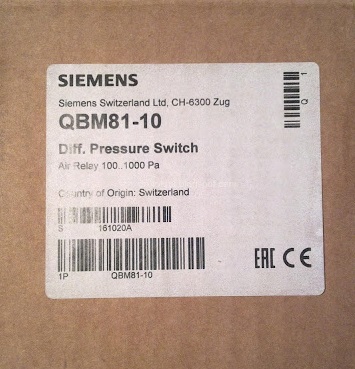 SIEMENS
Siemens Switzerland Ltd, CH-6300 Zug
QBM81-10
Diff. Pressure Switch
Air Relay 100..1000 Pa
Country of Origin: Switzerland
S 161020A
1P QBM81-10
Q 1
EAC CE